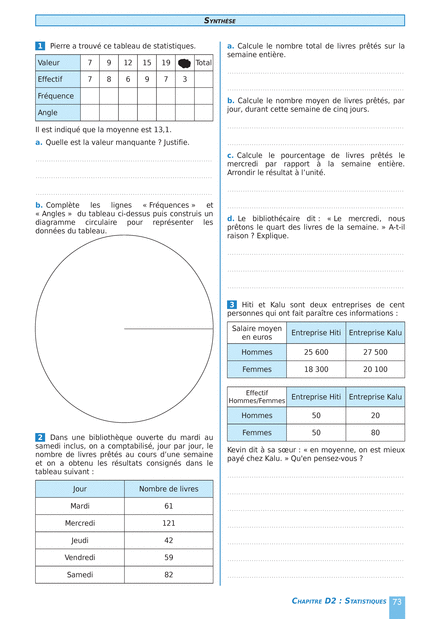 SYNTHÈSE
1 Pierre a trouvé ce tableau de statistiques.
Valeur 7 9 12 15 19 Total
Effectif 7 8 6 9 7 3
Fréquence
Angle
Il est indiqué que la moyenne est 13,1.
a. Quelle est la valeur manquante ? Justifie.
b. Complète les lignes « Fréquences » et
« Angles » du tableau ci-dessus puis construis un
diagramme circulaire pour représenter les
données du tableau.
2 Dans une bibliothèque ouverte du mardi au
samedi inclus, on a comptabilisé, jour par jour, le
nombre de livres prêtés au cours d'une semaine
et on a obtenu les résultats consignés dans le
tableau suivant :
Jour Nombre de livres
Mardi 61
Mercredi 121
Jeudi 42
Vendredi 59
Samedi 82
a. Calcule le nombre total de livres prêtés sur la
semaine entière.
b. Calcule le nombre moyen de livres prêtés, par
jour, durant cette semaine de cinq jours.
c. Calcule le pourcentage de livres prêtés le
mercredi par rapport à la semaine entière.
Arrondir le résultat à l'unité.
d. Le bibliothécaire dit : « Le mercredi, nous
prêtons le quart des livres de la semaine. » A-t-il
raison ? Explique.
3 Hiti et Kalu sont deux entreprises de cent
personnes qui ont fait paraître ces informations :
Salaire moyen
en euros Entreprise Hiti Entreprise Kalu
Hommes 25 600 27 500
Femmes 18 300 20 100
Effectif
Hommes/Femmes Entreprise Hiti Entreprise Kalu
Hommes 50 20
Femmes 50 80
Kevin dit à sa sœur : « en moyenne, on est mieux
payé chez Kalu. » Qu'en pensez-vous ?
CHAPITRE D2 : STATISTIQUES 73